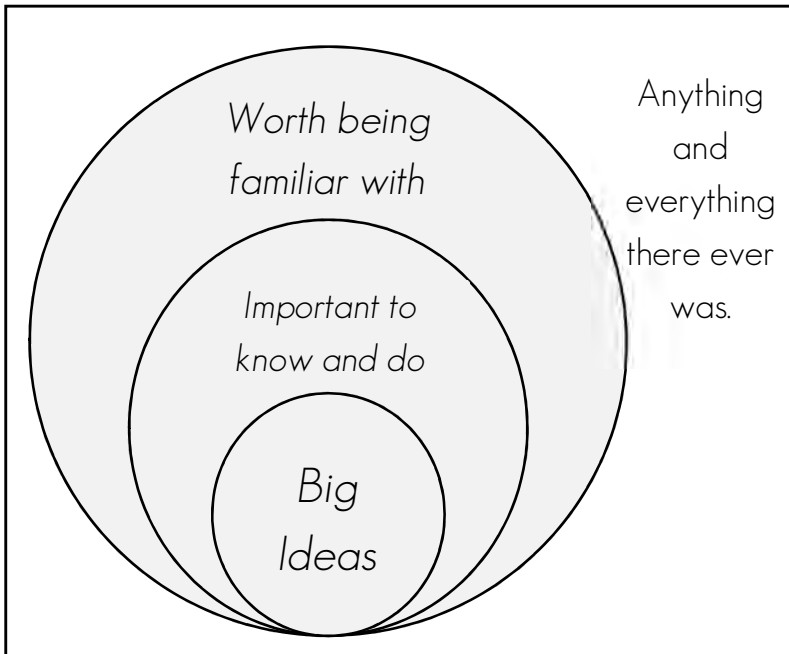 Worth being
familiar with
Important to
know and do
Big
Ideas
Anything
and
everything
there ever
was.